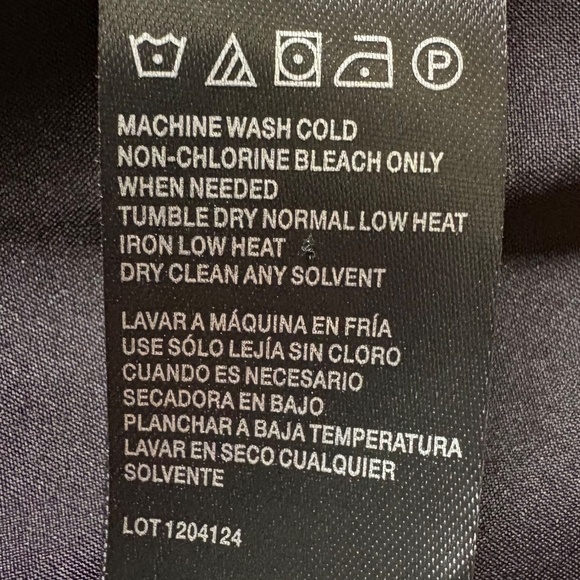 P
MACHINE WASH COLD
NON-CHLORINE BLEACH ONLY
WHEN NEEDED
TUMBLE DRY NORMAL LOW HEAT
IRON LOW HEAT
DRY CLEAN ANY SOLVENT
LAVAR A MÁQUINA EN FRÍA
USE SÓLO LEJÍA SIN CLORO
CUANDO ES NECESARIO
SECADORA EN BAJO
PLANCHAR A BAJA TEMPERATURA
LAVAR EN SECO CUALQUIER
SOLVENTE
LOT 1204124